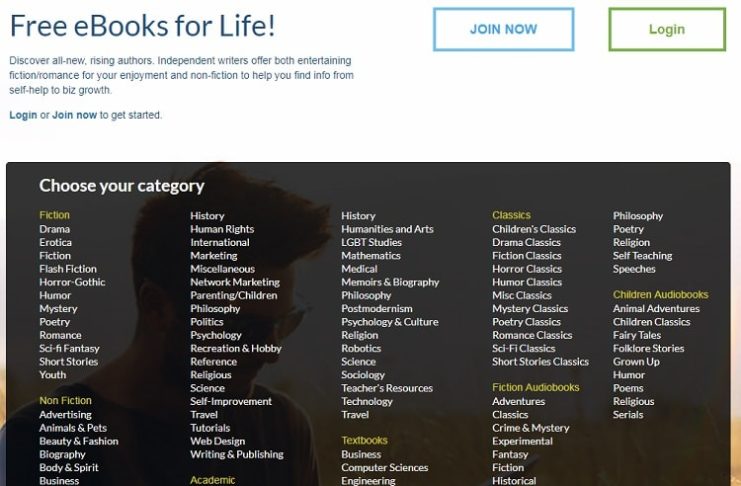 Free eBooks for Life!
JOIN NOW
Login
Discover all-new, rising authors. Independent writers offer both entertaining
fiction/romance for your enjoyment and non-fiction to help you find info from
self-help to biz growth.
Login or Join now to get started.
Choose your category
Fiction
Drama
Erotica
Fiction
Flash Fiction
Horror-Gothic
Humor
Mystery
Poetry
Romance
Sci-fi Fantasy
Short Stories
Youth
Non Fiction
Advertising
Animals & Pets
Beauty & Fashion
Biography
Body & Spirit
Business
History
Human Rights
International
Marketing
Miscellaneous
Network Marketing
Parenting/Children
Philosophy
Politics
Psychology
Recreation & Hobby
Reference
Religious
Science
Self-Improvement
Travel
Tutorials
Web Design
Writing & Publishing
Academic
History
Humanities and Arts
LGBT Studies
Mathematics
Medical
Memoirs & Biography
Philosophy
Postmodernism
Psychology & Culture
Religion
Robotics
Science
Sociology
Teacher's Resources
Technology
Travel
Textbooks
Business
Computer Sciences
Engineering
Classics
Children's Classics
Drama Classics
Fiction Classics
Horror Classics
Humor Classics
Misc Classics
Mystery Classics
Poetry Classics
Romance Classics
Sci-Fi Classics
Short Stories Classics
Fiction Audiobooks
Adventures
Classics
Crime & Mystery
Experimental
Fantasy
Fiction
Historical
Philosophy
Poetry
Religion
Self Teaching
Speeches
Children Audiobooks
Animal Adventures
Children Classics
Fairy Tales
Folklore Stories
Grown Up
Humor
Poems
Religious
Serials